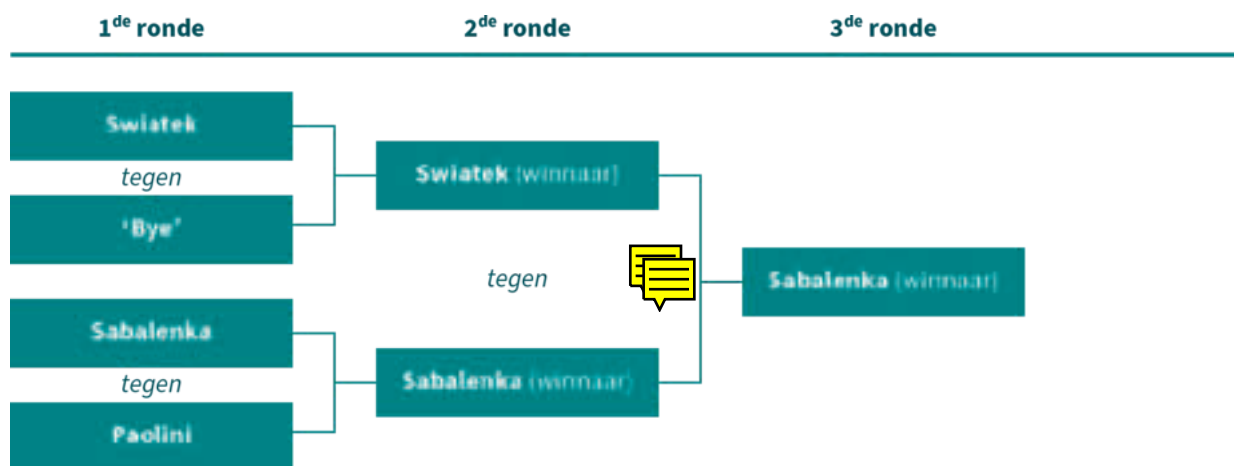 1de ronde 2de ronde 3de ronde
Swiatek
tegen
'Bye'
Swiatek (winnaar)
tegen
Sabalenka (winnaar)
Sabalenka
tegen
Paolini
Sabalenka (winnaar)